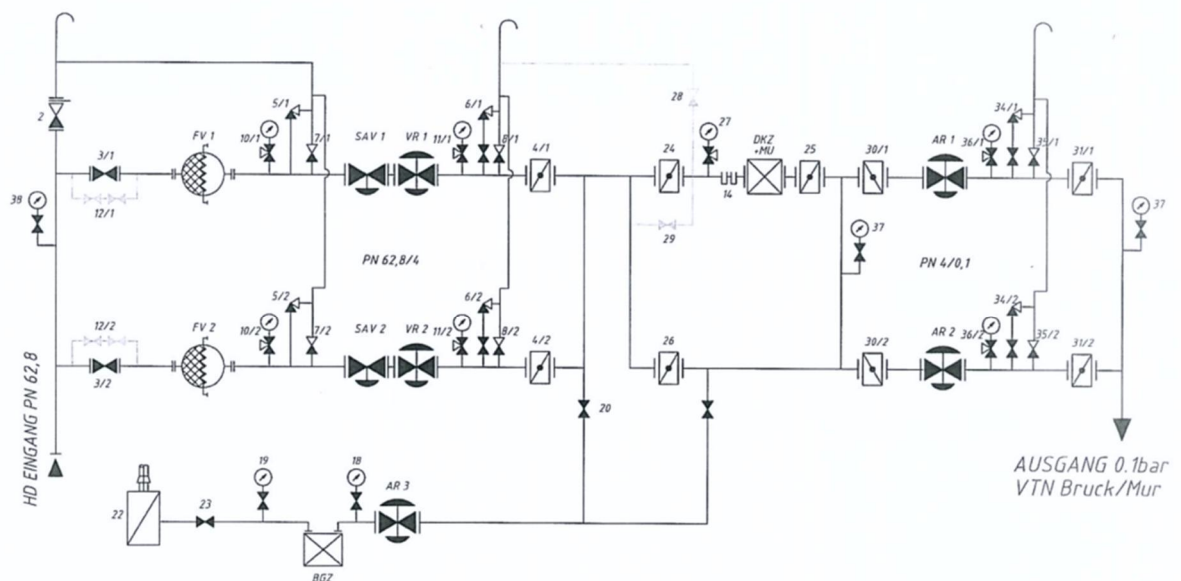 2
5/1
10/1
7/1
FV 1
SAV 1
VR 1
11/1
6/1
8/1
4/1
28
27
24
DKZ
+MU
25
30/1
AR 1
36/1
34/1
35/1
31/1
3/1
12/1
38
14
29
37
37
PN 62,8/4
PN 4/0,1
12/2
FV 2
10/2
5/2
7/2
SAV 2
VR 2
11/2
6/2
8/2
4/2
26
30/2
AR 2
36/2
34/2
35/2
31/2
3/2
20
HD EINGANG PN 62,8
AUSGANG 0.1bar
VTN Bruck/Mur
19
18
AR 3
22
23
BGZ